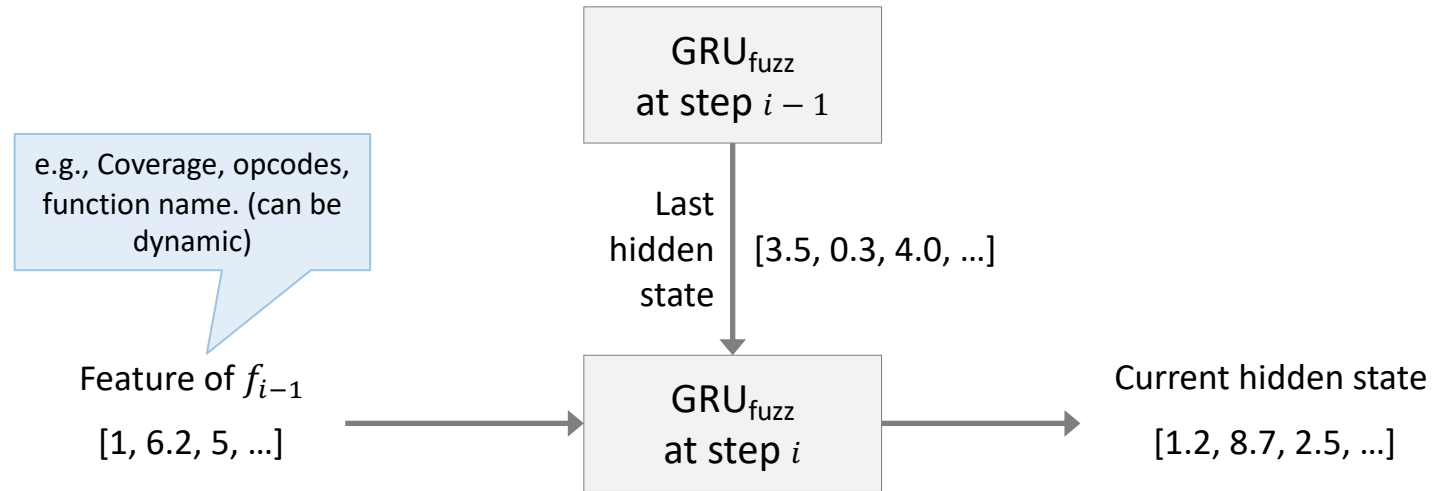 GRU_fuzz
at step i − 1
e.g., Coverage, opcodes,
function name. (can be
dynamic)
Last
hidden
state
[3.5, 0.3, 4.0, …]
Feature of f_{i−1}
[1, 6.2, 5, …]
GRU_fuzz
at step i
Current hidden state
[1.2, 8.7, 2.5, …]